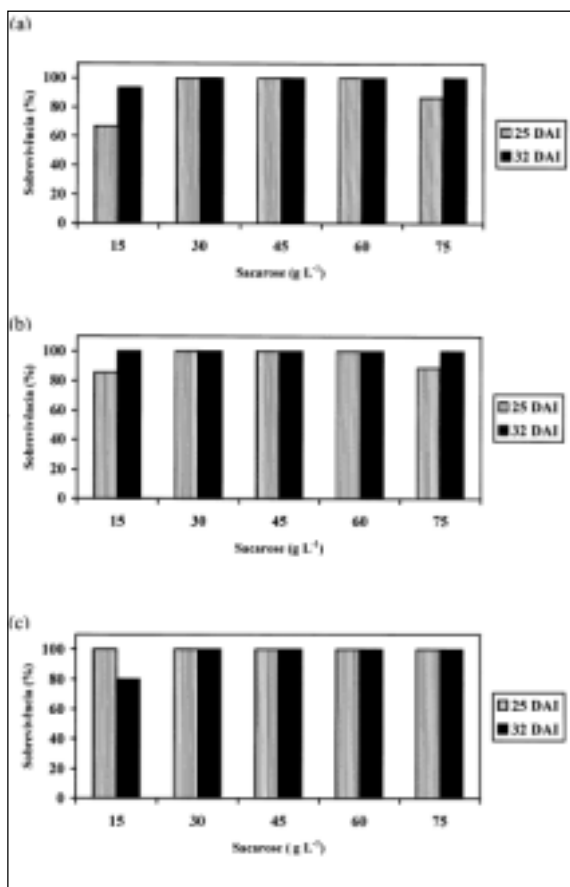 (a)
Sobrevivência (%)
100
80
60
40
20
0
15 30 45 60 75
Sacarose (g L⁻¹)
25 DAI
32 DAI
(b)
Sobrevivência (%)
100
80
60
40
20
0
15 30 45 60 75
Sacarose (g L⁻¹)
25 DAI
32 DAI
(c)
Sobrevivência (%)
100
80
60
40
20
0
15 30 45 60 75
Sacarose ( g L⁻¹)
25 DAI
32 DAI